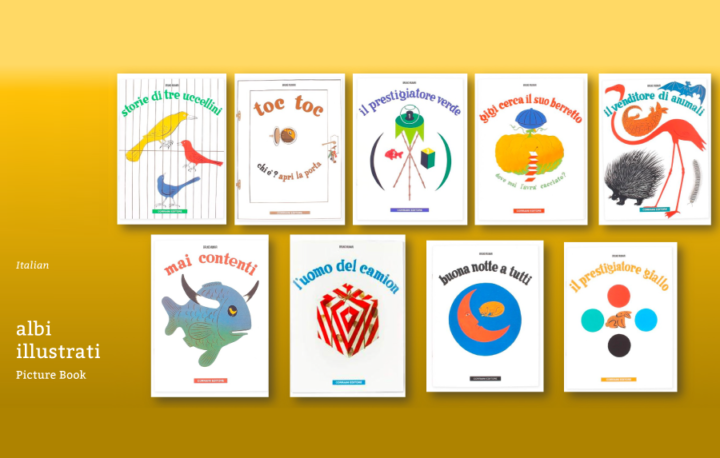 storie di tre uccellini
toc toc
chi è? apri la porta
il prestigiatore verde
gigi cerca il suo berretto
dove mai l'avrà cacciato?
il venditore di animali
Italian
albi
illustrati
Picture Book
mai contenti
l'uomo del camion
buona notte a tutti
il prestigiatore giallo